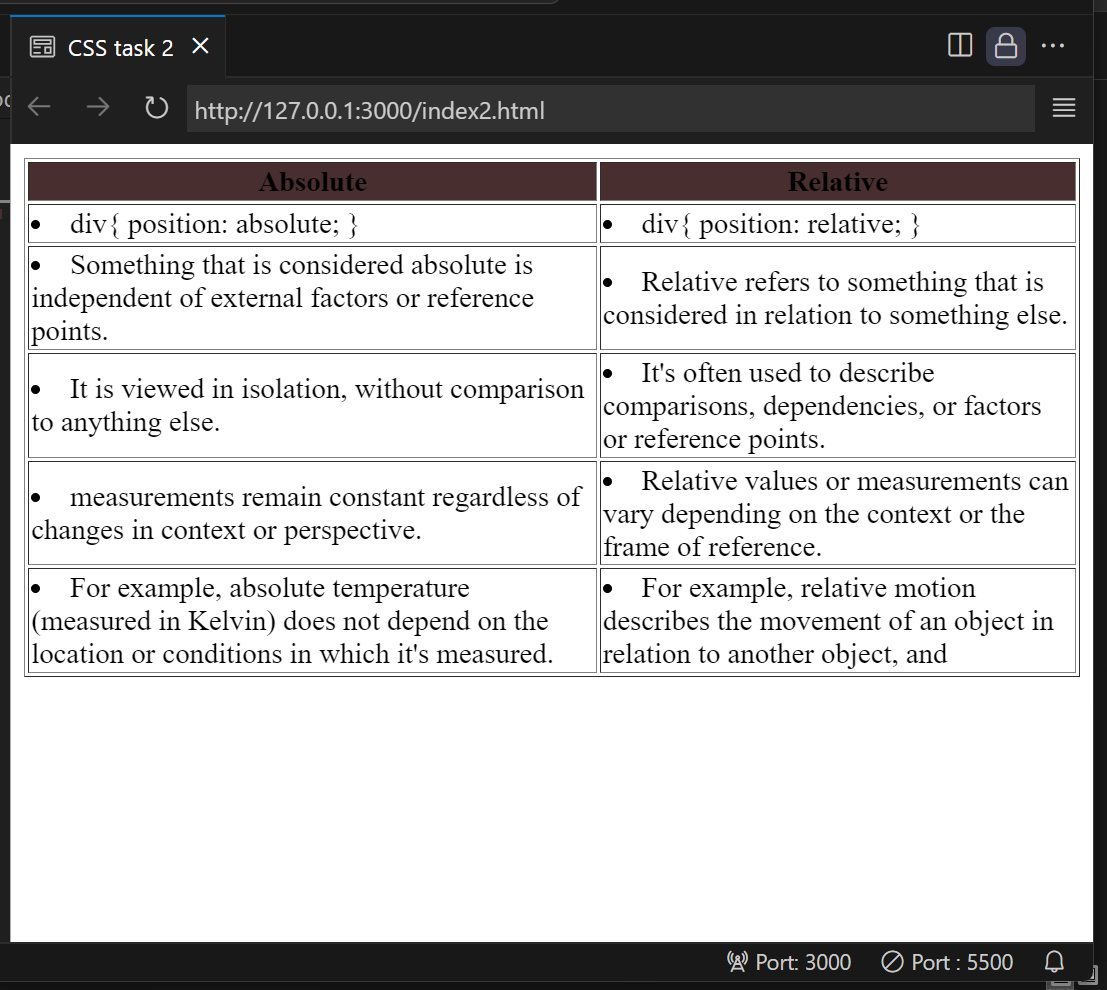 CSS task 2
http://127.0.0.1:3000/index2.html
Absolute
Relative
• div{ position: absolute; }
• div{ position: relative; }
• Something that is considered absolute is
independent of external factors or reference
points.
• Relative refers to something that is
considered in relation to something else.
• It is viewed in isolation, without comparison
to anything else.
• It's often used to describe
comparisons, dependencies, or factors
or reference points.
• measurements remain constant regardless of
changes in context or perspective.
• Relative values or measurements can
vary depending on the context or the
frame of reference.
• For example, absolute temperature
(measured in Kelvin) does not depend on the
location or conditions in which it's measured.
• For example, relative motion
describes the movement of an object in
relation to another object, and
Port: 3000
Port : 5500